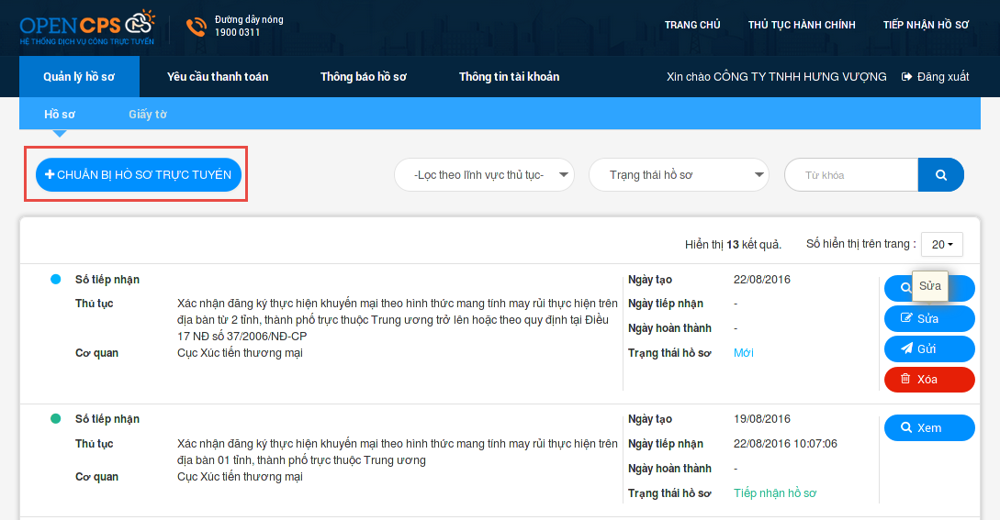 OPENCPS
HỆ THỐNG DỊCH VỤ CÔNG TRỰC TUYẾN
Đường dây nóng
1900 0311
TRANG CHỦ
THỦ TỤC HÀNH CHÍNH
TIẾP NHẬN HỒ SƠ
Quản lý hồ sơ
Yêu cầu thanh toán
Thông báo hồ sơ
Thông tin tài khoản
Xin chào CÔNG TY TNHH HƯNG VƯỢNG
Đăng xuất
Hồ sơ
Giấy tờ
CHUẨN BỊ HỒ SƠ TRỰC TUYẾN
-Lọc theo lĩnh vực thủ tục-
Trạng thái hồ sơ
Từ khóa
Hiển thị 13 kết quả.
Số hiển thị trên trang :
20
Số tiếp nhận
Thủ tục
Xác nhận đăng ký thực hiện khuyến mại theo hình thức mang tính may rủi thực hiện trên
địa bàn từ 2 tỉnh, thành phố trực thuộc Trung ương trở lên hoặc theo quy định tại Điều
17 NĐ số 37/2006/NĐ-CP
Cơ quan
Cục Xúc tiến thương mại
Ngày tạo
22/08/2016
Ngày tiếp nhận
-
Ngày hoàn thành
-
Trạng thái hồ sơ
Mới
Sửa
Sửa
Gửi
Xóa
Số tiếp nhận
Thủ tục
Xác nhận đăng ký thực hiện khuyến mại theo hình thức mang tính may rủi thực hiện trên
địa bàn 01 tỉnh, thành phố trực thuộc Trung ương
Cơ quan
Cục Xúc tiến thương mại
Ngày tạo
19/08/2016
Ngày tiếp nhận
22/08/2016 10:07:06
Ngày hoàn thành
-
Trạng thái hồ sơ
Tiếp nhận hồ sơ
Xem